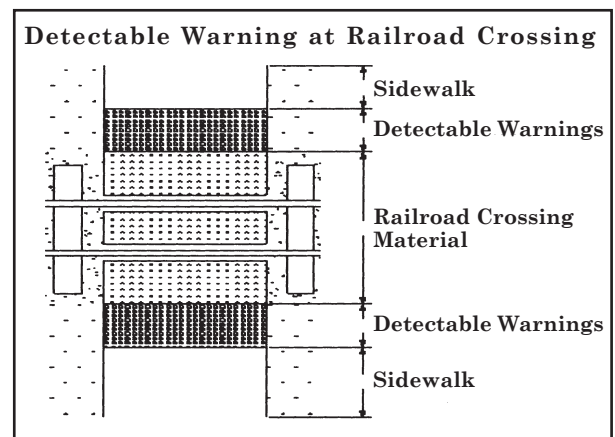 Detectable Warning at Railroad Crossing
Sidewalk
Detectable Warnings
Railroad Crossing
Material
Detectable Warnings
Sidewalk